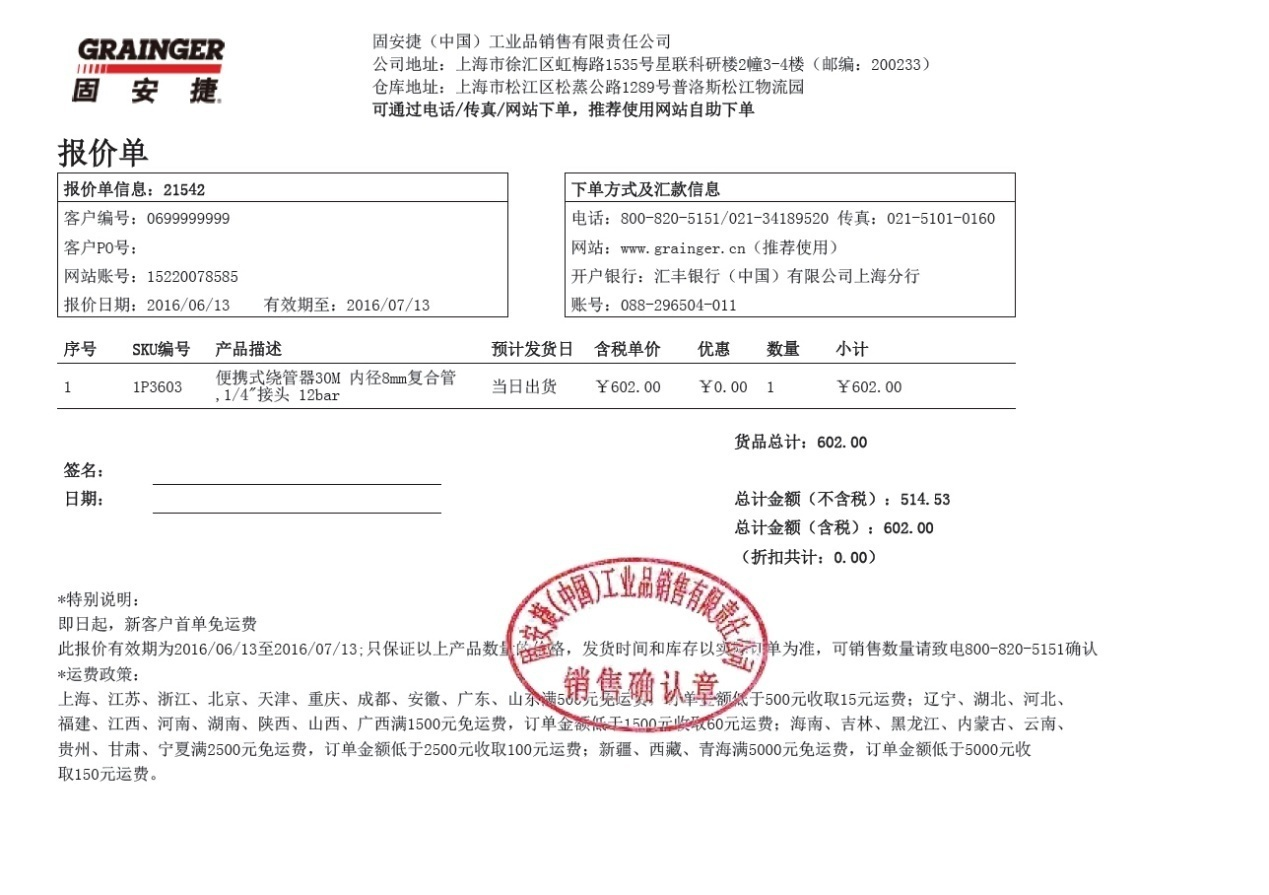 GRAINGER
固安捷
固安捷（中国）工业品销售有限责任公司
公司地址：上海市徐汇区虹梅路1535号星联科研楼2幢3-4楼（邮编：200233）
仓库地址：上海市松江区松蒸公路1289号普洛斯松江物流园
可通过电话/传真/网站下单，推荐使用网站自助下单
报价单
报价单信息：21542
客户编号：0699999999
客户PO号：
网站账号：15220078585
报价日期：2016/06/13 有效期至：2016/07/13
下单方式及汇款信息
电话：800-820-5151/021-34189520 传真：021-5101-0160
网站：www.grainger.cn（推荐使用）
开户银行：汇丰银行（中国）有限公司上海分行
账号：088-296504-011
序号 SKU编号 产品描述 预计发货日 含税单价 优惠 数量 小计
1 1P3603 便携式绕管器30M 内径8mm复合管 当日出货 ￥602.00 ￥0.00 1 ￥602.00
,1/4"接头 12bar
货品总计：602.00
签名：
日期：
总计金额（不含税）：514.53
总计金额（含税）：602.00
（折扣共计：0.00）
固安捷(中国)工业品销售有限责任公司
销售确认章
*特别说明：
即日起，新客户首单免运费
此报价有效期为2016/06/13至2016/07/13;只保证以上产品数量的价格，发货时间和库存以实际订单为准，可销售数量请致电800-820-5151确认
*运费政策：
上海、江苏、浙江、北京、天津、重庆、成都、安徽、广东、山东满500元免运费，订单金额低于500元收取15元运费；辽宁、湖北、河北、
福建、江西、河南、湖南、陕西、山西、广西满1500元免运费，订单金额低于1500元收取60元运费；海南、吉林、黑龙江、内蒙古、云南、
贵州、甘肃、宁夏满2500元免运费，订单金额低于2500元收取100元运费；新疆、西藏、青海满5000元免运费，订单金额低于5000元收
取150元运费。